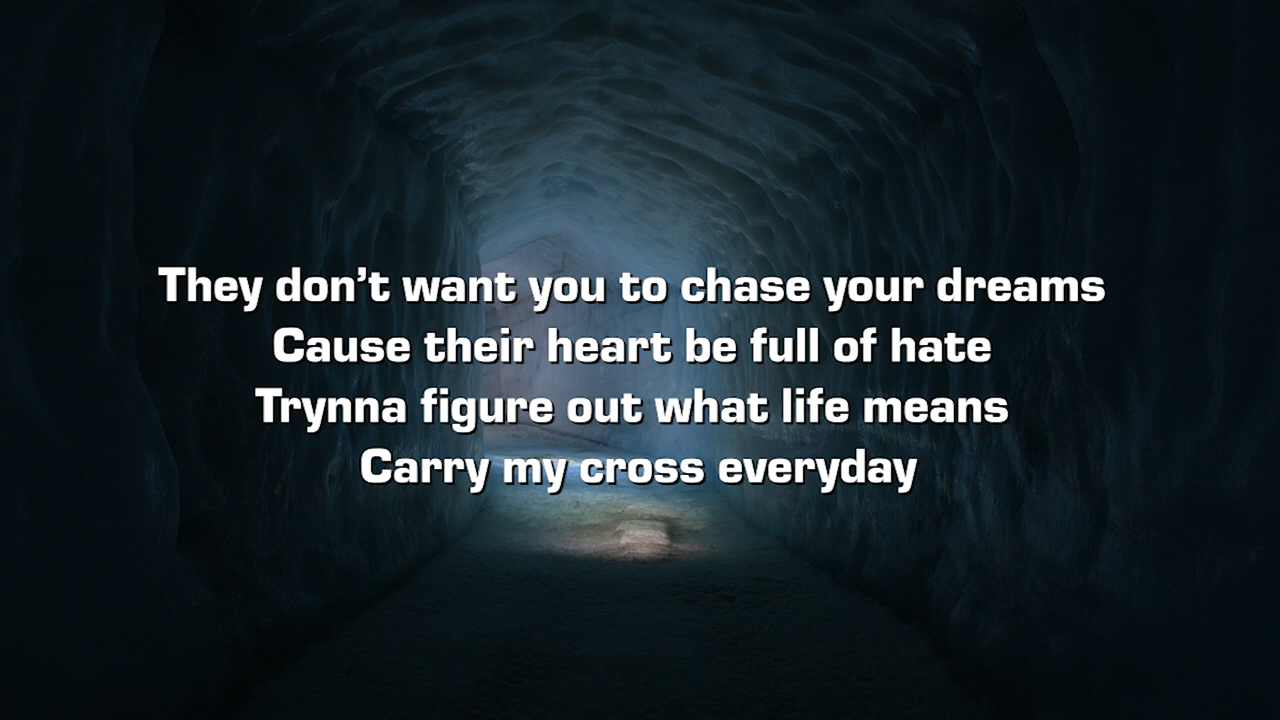 They don’t want you to chase your dreams
Cause their heart be full of hate
Trynna figure out what life means
Carry my cross everyday